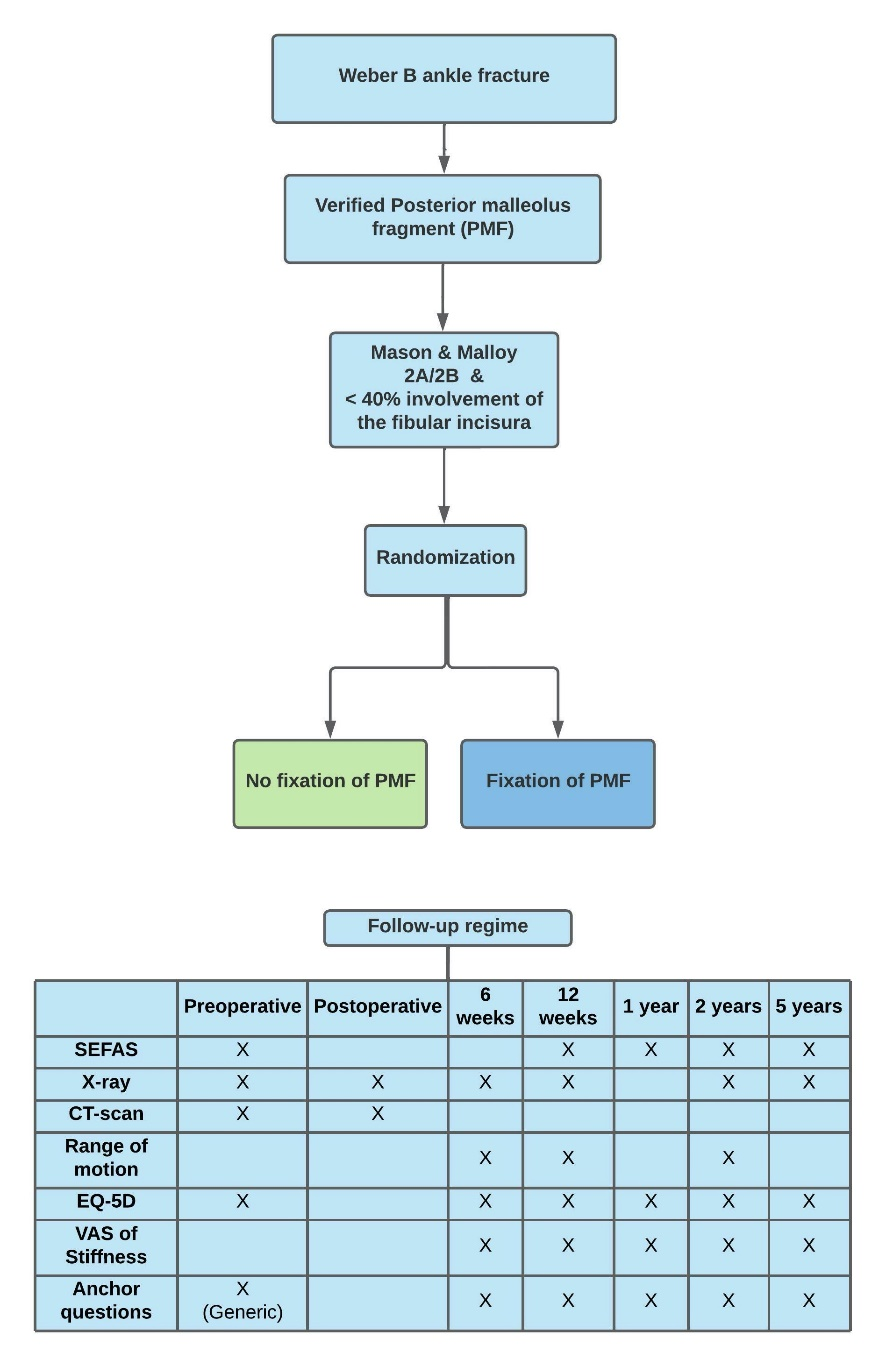 Weber B ankle fracture
Verified Posterior malleolus
fragment (PMF)
Mason & Malloy
2A/2B &
< 40% involvement of
the fibular incisura
Randomization
No fixation of PMF
Fixation of PMF
Follow-up regime
Preoperative Postoperative 6 weeks 12 weeks 1 year 2 years 5 years
SEFAS X X X X X
X-ray X X X X X X
CT-scan X X
Range of
motion X X X
EQ-5D X X X X X X
VAS of
Stiffness X X X X X
Anchor
questions X (Generic) X X X X X